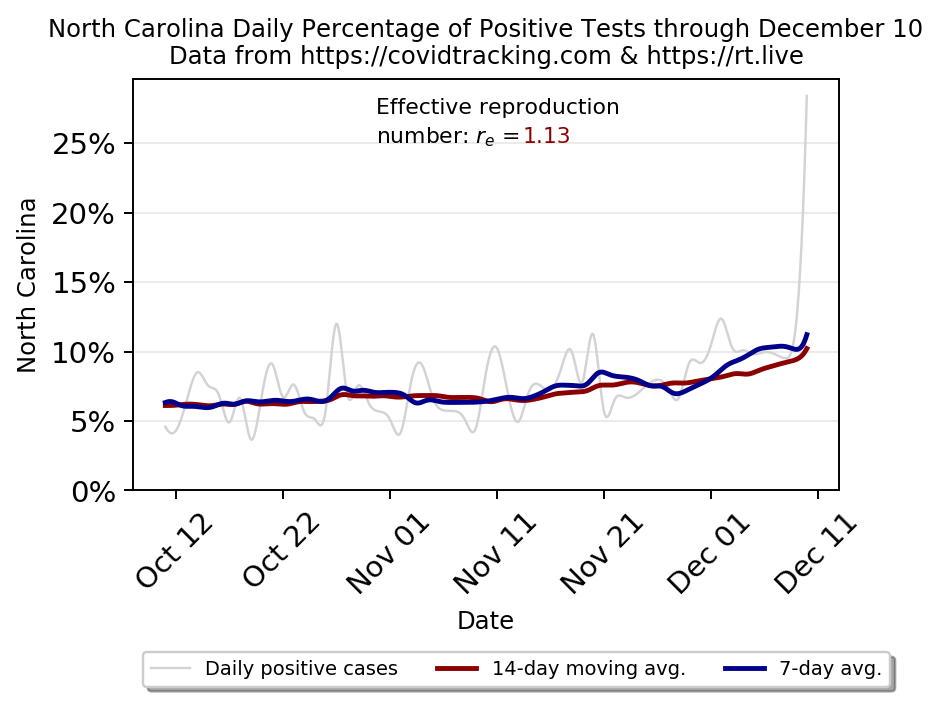 North Carolina Daily Percentage of Positive Tests through December 10
Data from https://covidtracking.com & https://rt.live
Effective reproduction
number: rₑ = 1.13
25%
20%
15%
10%
5%
0%
North Carolina
Oct 12
Oct 22
Nov 01
Nov 11
Nov 21
Dec 01
Dec 11
Date
Daily positive cases
14-day moving avg.
7-day avg.